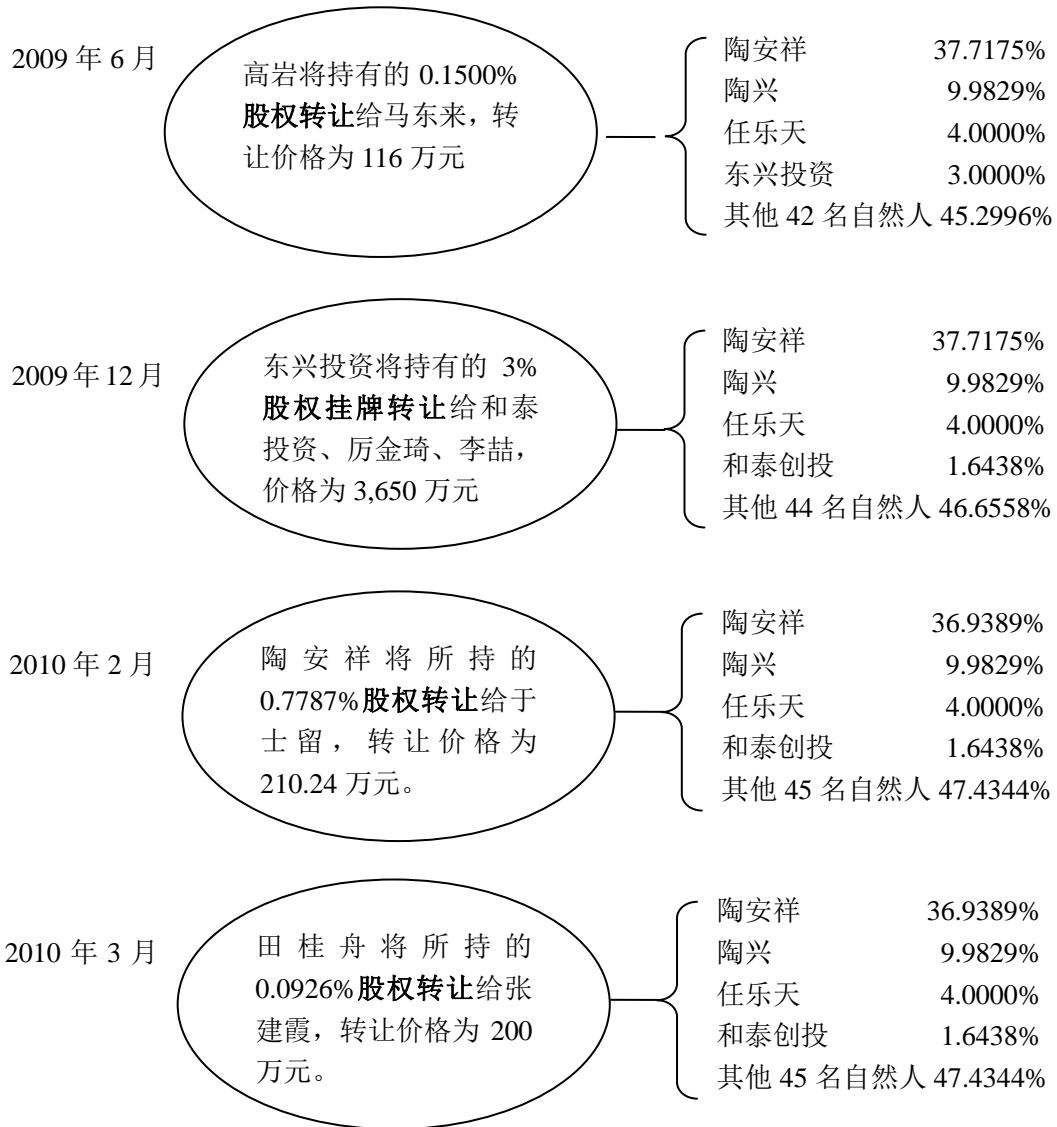 2009 年 6 月
高岩将持有的 0.1500%
股权转让给马东来，转
让价格为 116 万元
陶安祥 37.7175%
陶兴 9.9829%
任乐天 4.0000%
东兴投资 3.0000%
其他 42 名自然人 45.2996%
2009 年 12 月
东兴投资将持有的 3%
股权挂牌转让给和泰
投资、厉金琦、李喆，
价格为 3,650 万元
陶安祥 37.7175%
陶兴 9.9829%
任乐天 4.0000%
和泰创投 1.6438%
其他 44 名自然人 46.6558%
2010 年 2 月
陶安祥将所持的
0.7787%股权转让给于
士留，转让价格为
210.24 万元。
陶安祥 36.9389%
陶兴 9.9829%
任乐天 4.0000%
和泰创投 1.6438%
其他 45 名自然人 47.4344%
2010 年 3 月
田桂舟将所持的
0.0926%股权转让给张
建霞，转让价格为 200
万元。
陶安祥 36.9389%
陶兴 9.9829%
任乐天 4.0000%
和泰创投 1.6438%
其他 45 名自然人 47.4344%